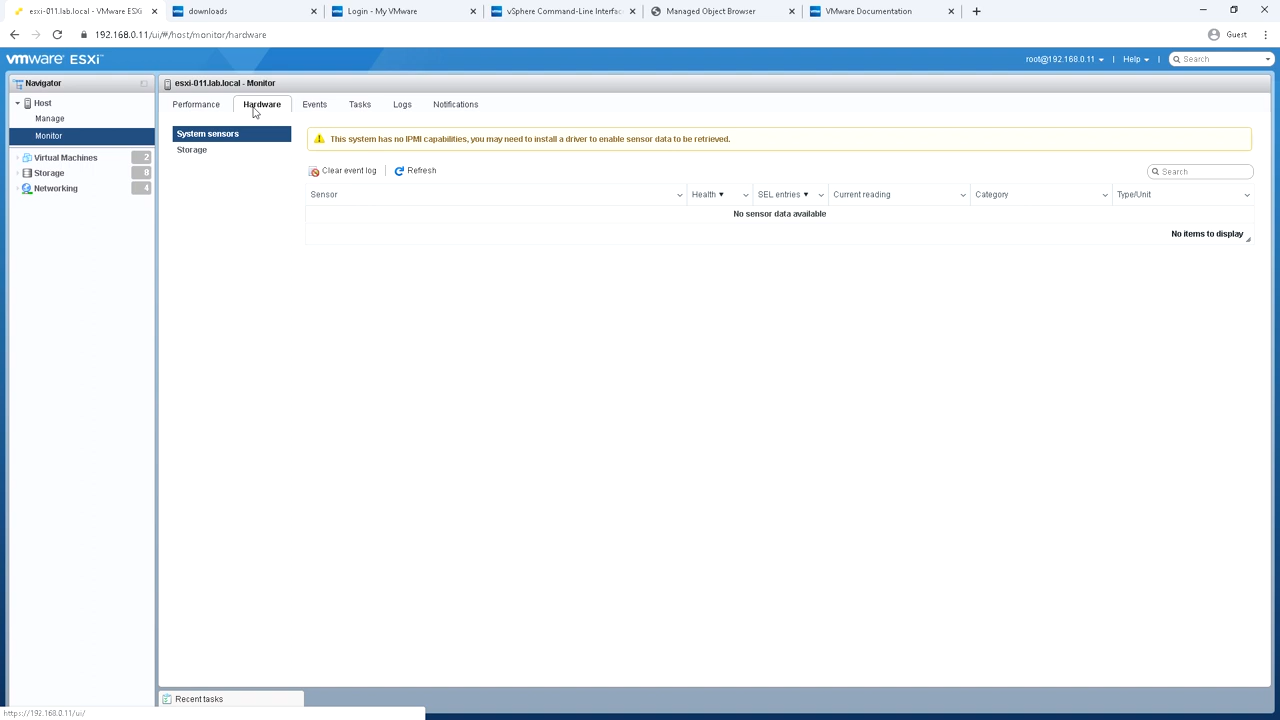 esxi-011.lab.local - VMware ESXi
downloads
Login - My VMware
vSphere Command-Line Interfac
Managed Object Browser
VMware Documentation
192.168.0.11/ui/#/host/monitor/hardware
Guest
vmware ESXi
root@192.168.0.11
Help
Search
Navigator
esxi-011.lab.local - Monitor
Host
Manage
Monitor
Virtual Machines 2
Storage 8
Networking 4
Performance
Hardware
Events
Tasks
Logs
Notifications
System sensors
Storage
This system has no IPMI capabilities, you may need to install a driver to enable sensor data to be retrieved.
Clear event log
Refresh
Search
Sensor
Health
SEL entries
Current reading
Category
Type/Unit
No sensor data available
No items to display
Recent tasks
https://192.168.0.11/ui/